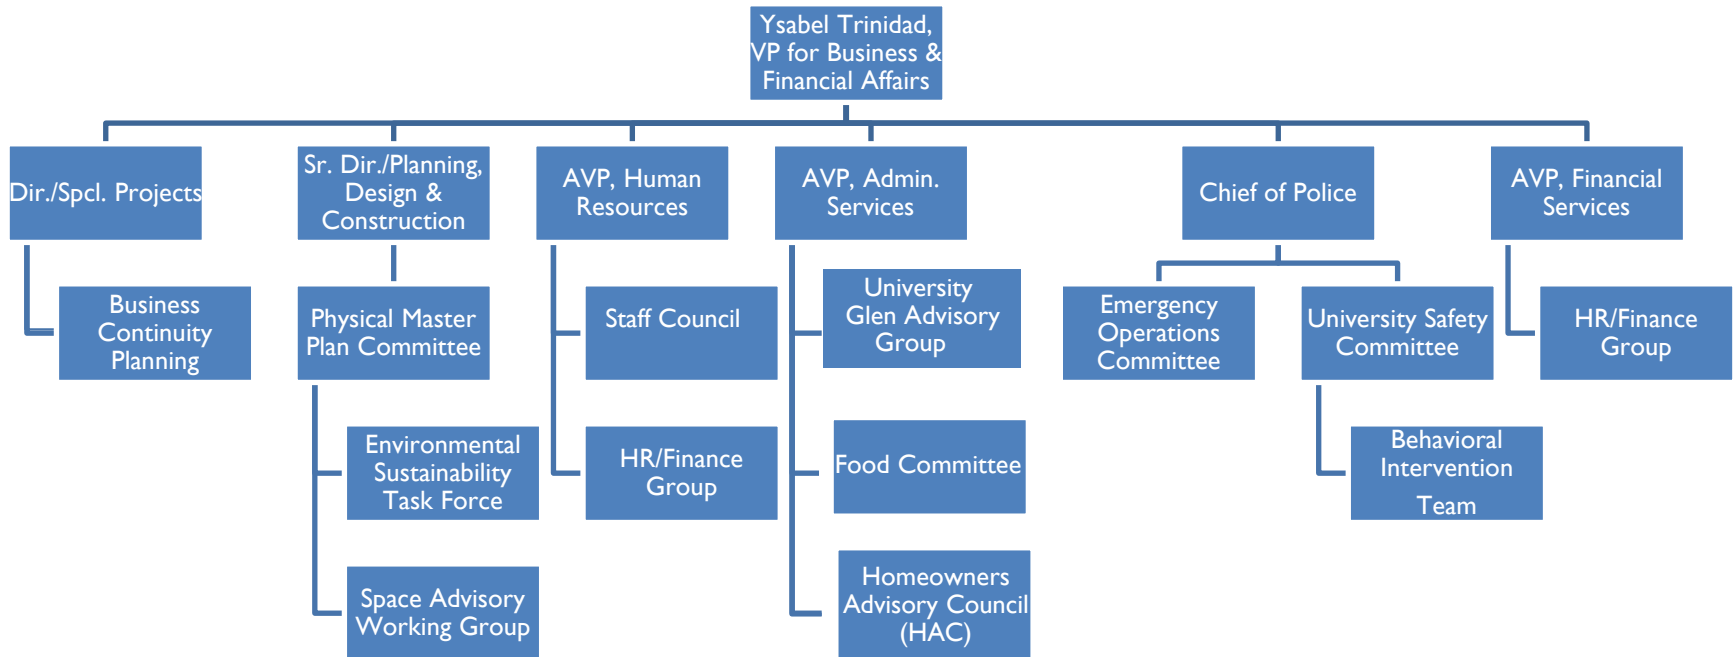 Ysabel Trinidad,
VP for Business &
Financial Affairs
Dir./Spcl. Projects
Sr. Dir./Planning,
Design &
Construction
AVP, Human
Resources
AVP, Admin.
Services
Chief of Police
AVP, Financial
Services
Business
Continuity
Planning
Physical Master
Plan Committee
Staff Council
University
Glen Advisory
Group
Emergency
Operations
Committee
University Safety
Committee
HR/Finance
Group
Environmental
Sustainability
Task Force
HR/Finance
Group
Food Committee
Behavioral
Intervention
Team
Space Advisory
Working Group
Homeowners
Advisory Council
(HAC)